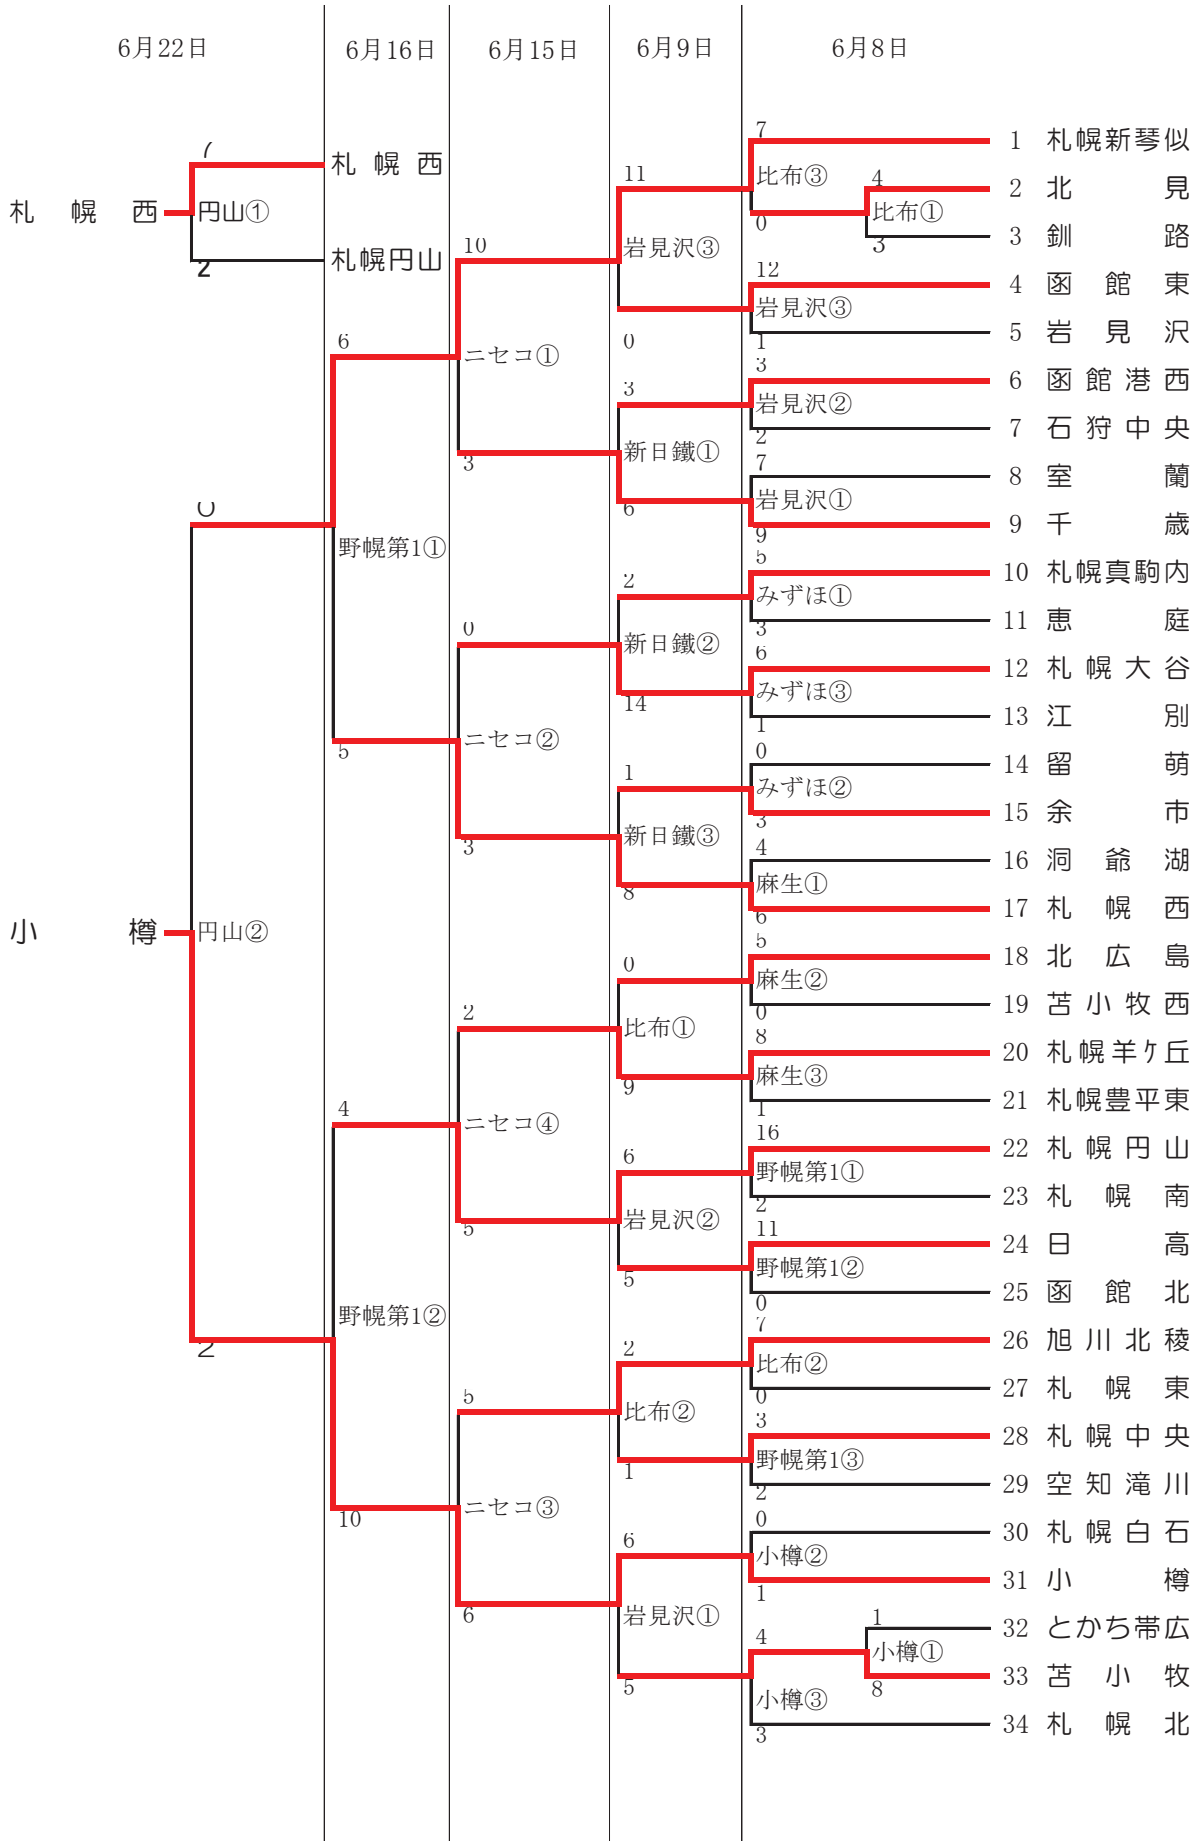 6月22日 6月16日 6月15日 6月9日 6月8日
7 1 札幌新琴似
7 札幌西 11 比布③ 4 2 北見
札幌西 円山① 0 比布①
10 岩見沢③ 3 3 釧路
2 札幌円山 12 4 函館東
岩見沢③
6 0 1 5 岩見沢
ニセコ① 3
3 6 函館港西
岩見沢②
新日鐵① 2 7 石狩中央
3 7 8 室蘭
岩見沢①
0 6 9 9 千歳
野幌第1① 2 5 10 札幌真駒内
みずほ①
0 新日鐵② 3 11 恵庭
6 12 札幌大谷
14 みずほ③
5 ニセコ② 1 13 江別
1 0 14 留萌
みずほ②
3 新日鐵③ 3 15 余市
4 16 洞爺湖
8 麻生①
6 17 札幌西
小樽 円山② 5 18 北広島
0 麻生②
2 比布① 0 19 苫小牧西
8 20 札幌羊ケ丘
9 麻生③
4 ニセコ④ 1 21 札幌豊平東
16 22 札幌円山
6 野幌第1①
5 岩見沢② 2 23 札幌南
11 24 日高
5 野幌第1②
野幌第1② 0 25 函館北
2 2 7 26 旭川北稜
比布②
5 比布② 0 27 札幌東
3 28 札幌中央
1 野幌第1③
10 ニセコ③ 2 29 空知滝川
6 0 30 札幌白石
小樽②
6 岩見沢① 1 31 小樽
4 1 32 とかち帯広
小樽①
5 小樽③ 8 33 苫小牧
3 34 札幌北